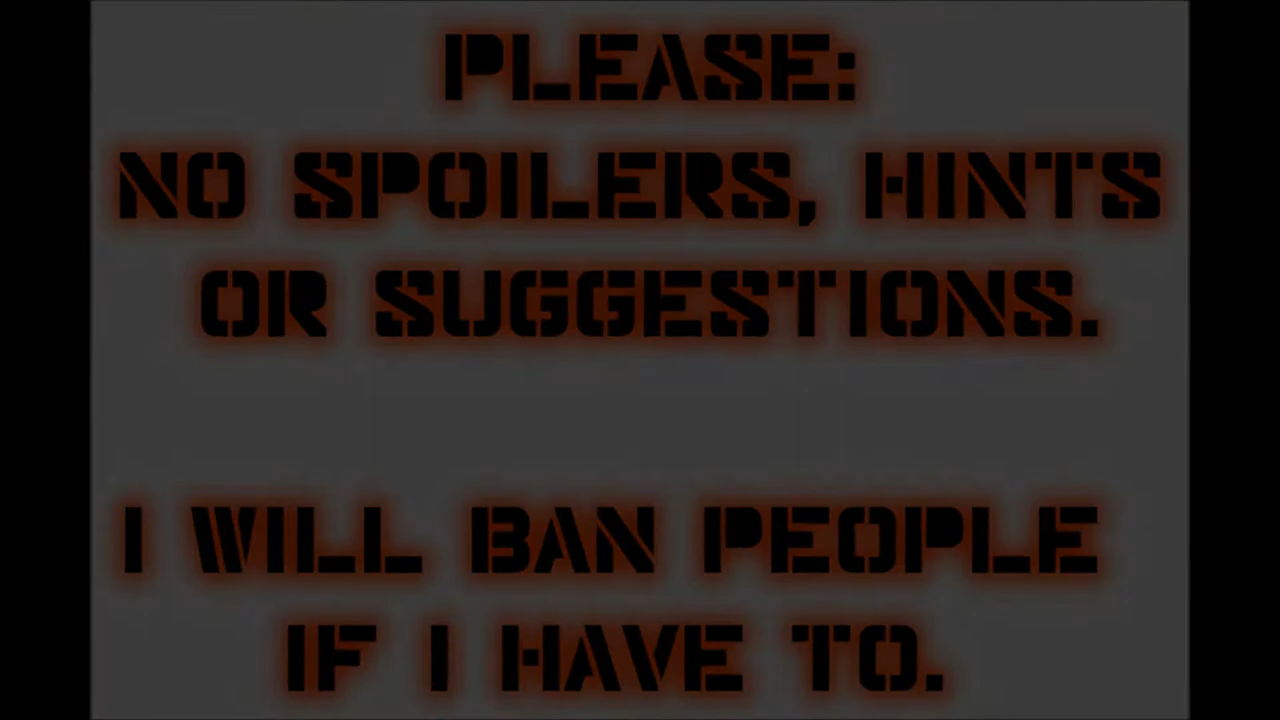 PLEASE:
NO SPOILERS, HINTS
OR SUGGESTIONS.
I WILL BAN PEOPLE
IF I HAVE TO.